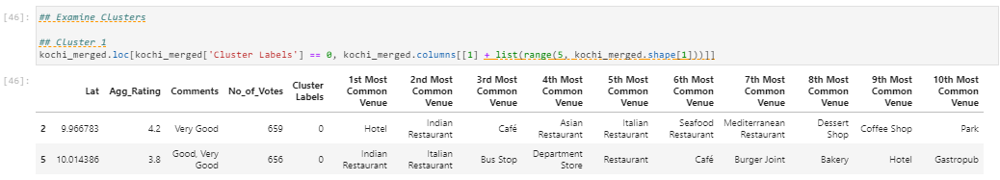 [46]: ## Examine Clusters
## Cluster 1
kochi_merged.loc[kochi_merged['Cluster Labels'] == 0, kochi_merged.columns[[1] + list(range(5, kochi_merged.shape[1]))]]
[46]:
Lat Agg_Rating Comments No_of_Votes Cluster Labels 1st Most Common Venue 2nd Most Common Venue 3rd Most Common Venue 4th Most Common Venue 5th Most Common Venue 6th Most Common Venue 7th Most Common Venue 8th Most Common Venue 9th Most Common Venue 10th Most Common Venue
2 9.966783 4.2 Very Good 659 0 Hotel Indian Restaurant Café Asian Restaurant Italian Restaurant Seafood Restaurant Mediterranean Restaurant Dessert Shop Coffee Shop Park
5 10.014386 3.8 Good, Very Good 656 0 Indian Restaurant Italian Restaurant Bus Stop Department Store Restaurant Café Burger Joint Bakery Hotel Gastropub